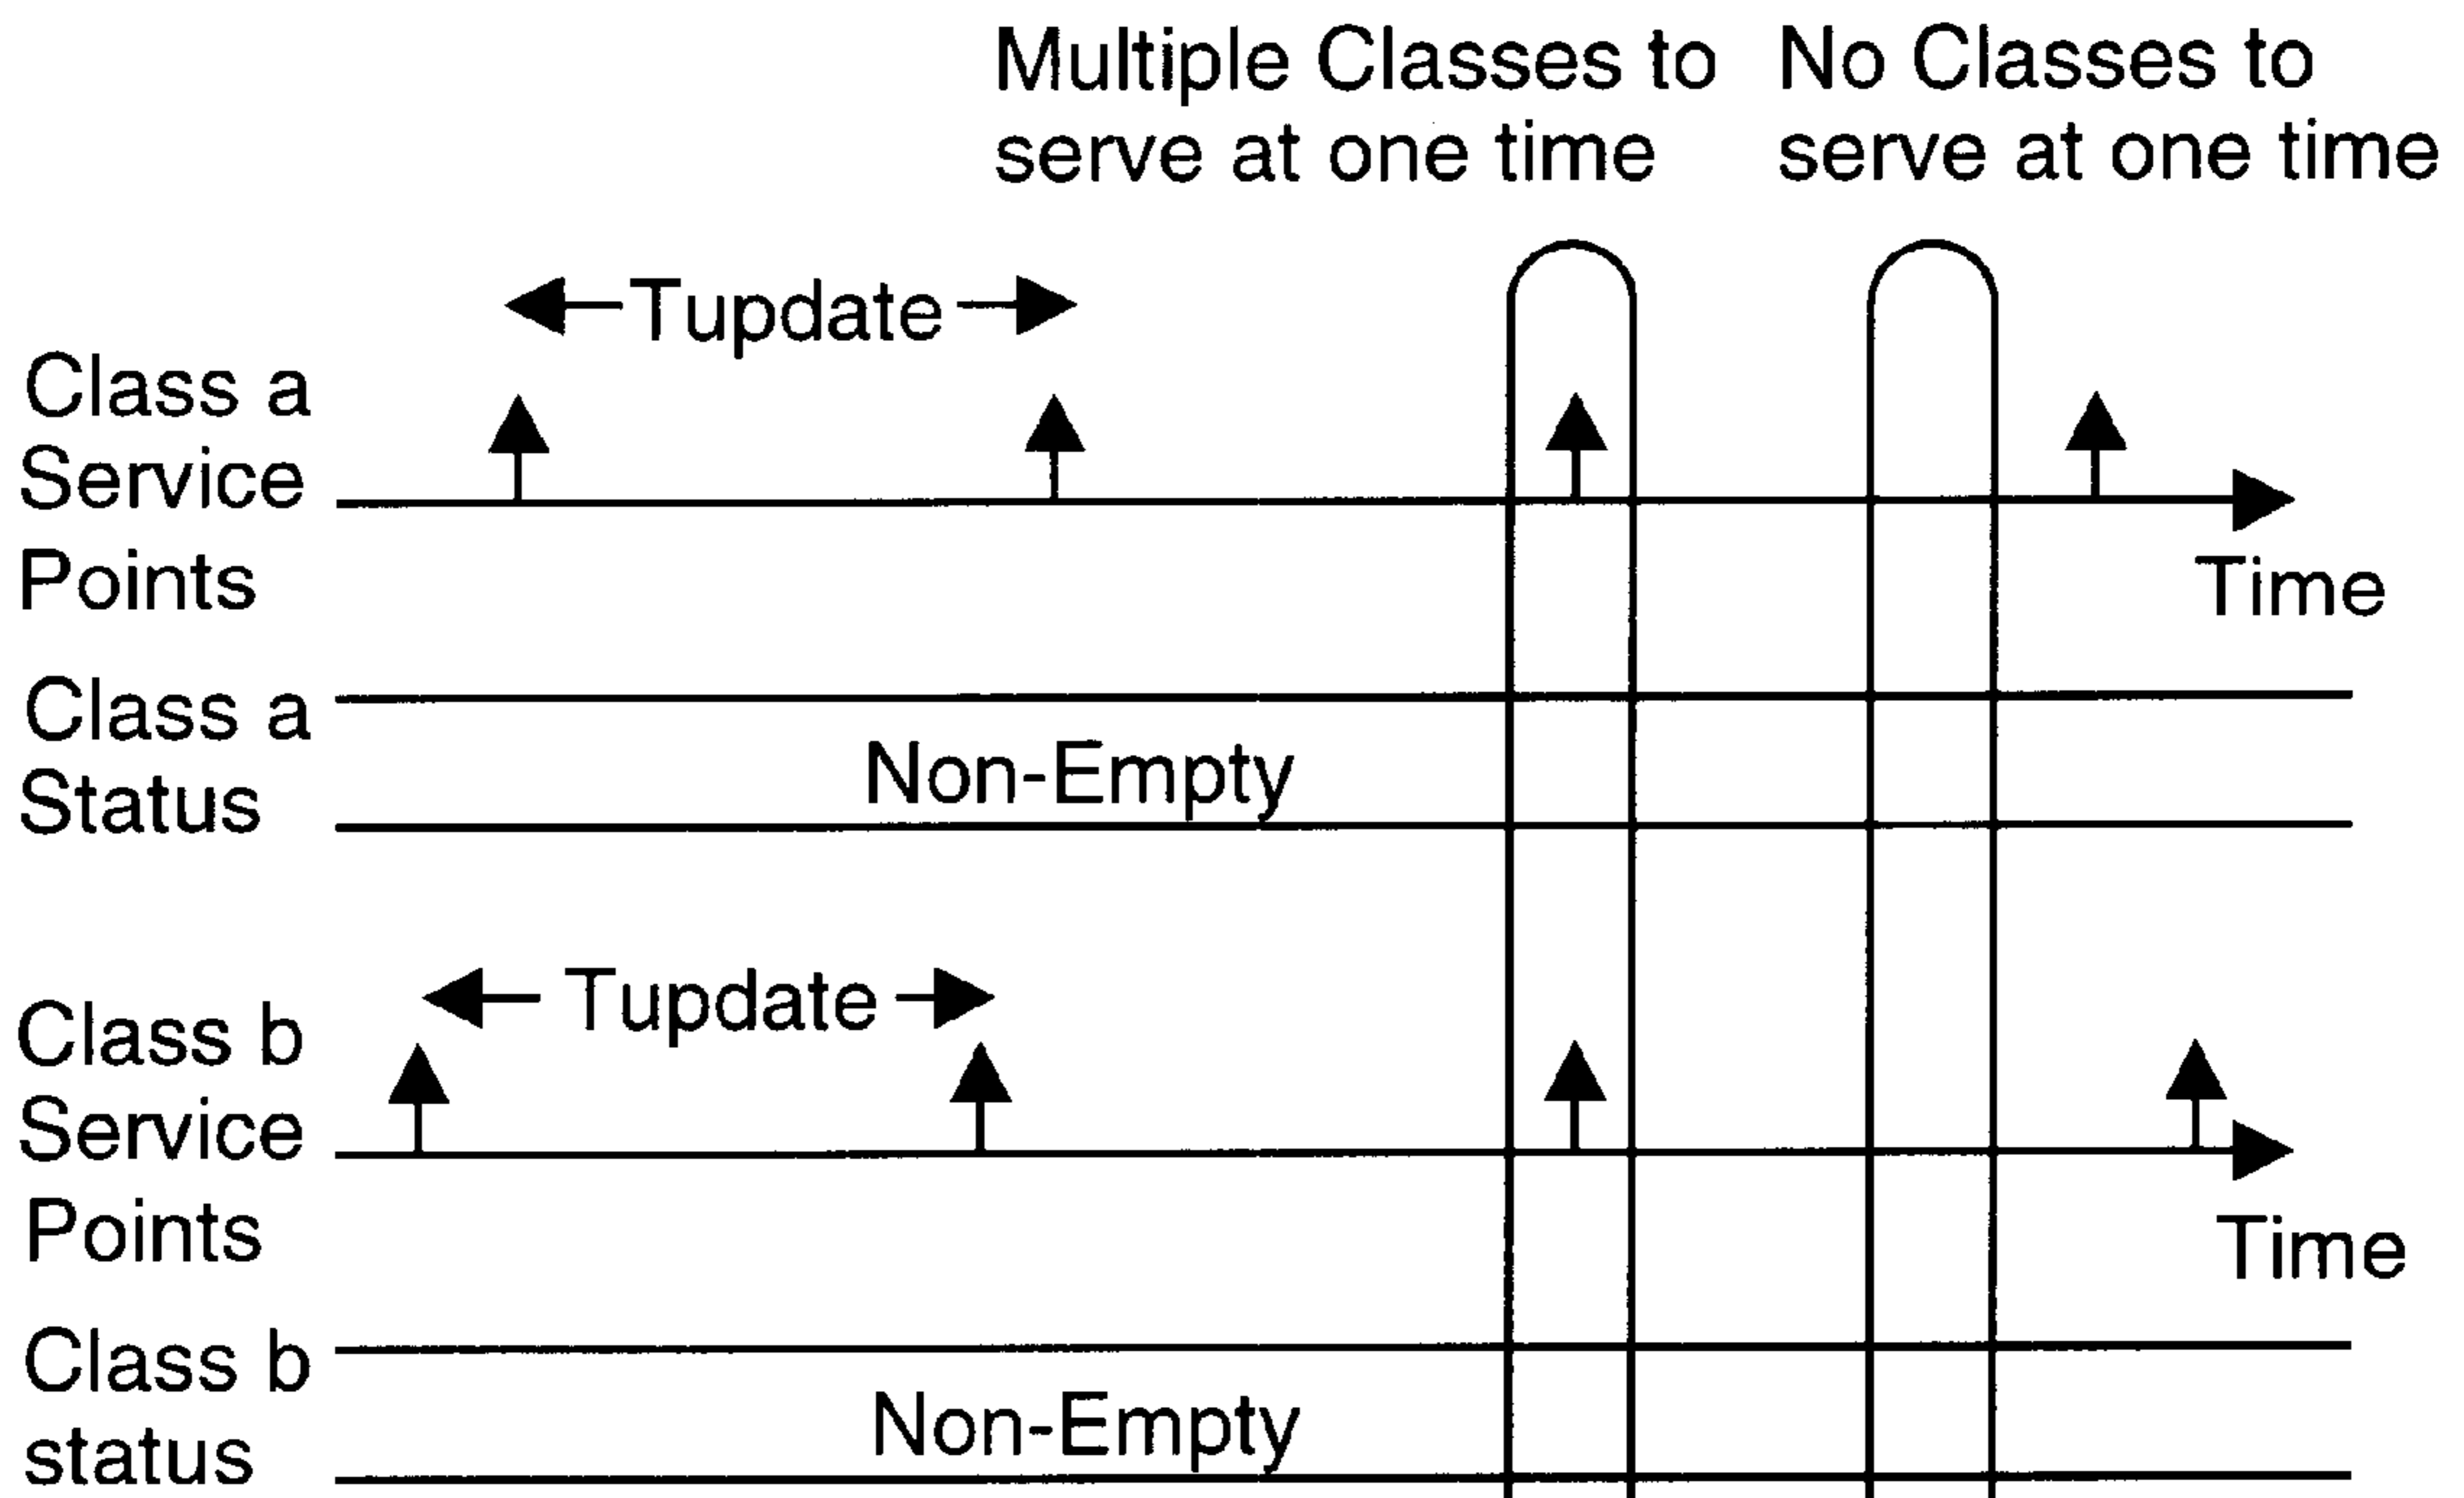 Multiple Classes to
serve at one time
No Classes to
serve at one time
Tupdate
Class a
Service
Points
Time
Class a
Status
Non-Empty
Tupdate
Class b
Service
Points
Time
Class b
status
Non-Empty